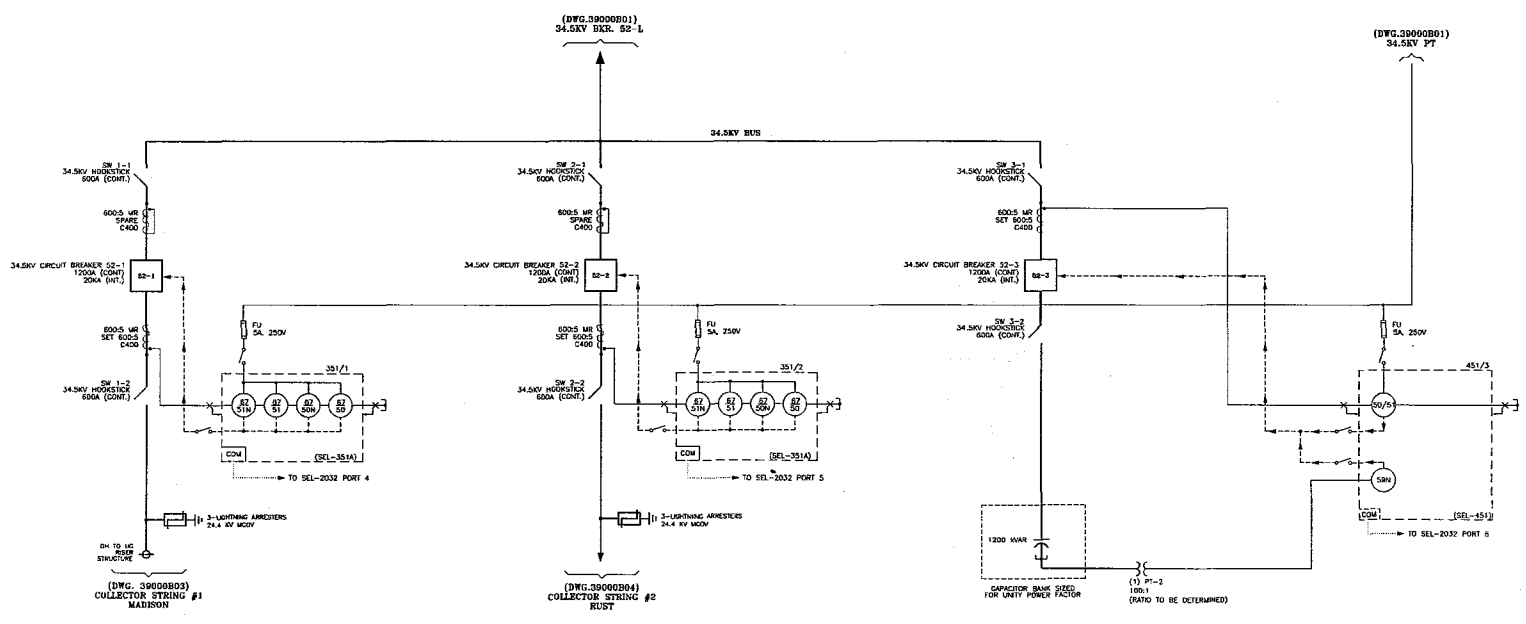 (DWG.39000B01)
34.5KV BKR. 52-L
(DWG.39000B01)
34.5KV PT
34.5KV BUS
SW 1-1
34.5KV HOOKSTICK
600A (CONT.)
SW 2-1
34.5KV HOOKSTICK
600A (CONT.)
SW 3-1
34.5KV HOOKSTICK
600A (CONT.)
600:5 MR
SPARE
C400
600:5 MR
SPARE
C400
600:5 MR
SET 600:5
C400
34.5KV CIRCUIT BREAKER 52-1
1200A (CONT)
20KA (INT.)
52-1
34.5KV CIRCUIT BREAKER 52-2
1200A (CONT)
20KA (INT.)
52-2
34.5KV CIRCUIT BREAKER 52-3
1200A (CONT)
20KA (INT.)
52-3
600:5 MR
SET 600:5
C400
FU
5A, 250V
600:5 MR
SET 600:5
C400
FU
5A, 250V
SW 3-2
34.5KV HOOKSTICK
600A (CONT.)
FU
5A, 250V
SW 1-2
34.5KV HOOKSTICK
600A (CONT.)
351/1
67
51N
67
51
67
50N
67
50
COM
(SEL-351A)
TO SEL-2032 PORT 4
SW 2-2
34.5KV HOOKSTICK
600A (CONT.)
351/2
67
51N
67
51
67
50N
67
50
COM
(SEL-351A)
TO SEL-2032 PORT 5
451/3
50/51
59N
COM
(SEL-451)
TO SEL-2032 PORT 6
3-LIGHTNING ARRESTERS
24.4 KV MCOV
3-LIGHTNING ARRESTERS
24.4 KV MCOV
OH TO UG
RISER
STRUCTURE
1200 KVAR
CAPACITOR BANK SIZED
FOR UNITY POWER FACTOR
(1) PT-2
100:1
(RATIO TO BE DETERMINED)
(DWG. 39000B03)
COLLECTOR STRING #1
MADISON
(DWG.39000B04)
COLLECTOR STRING #2
RUST